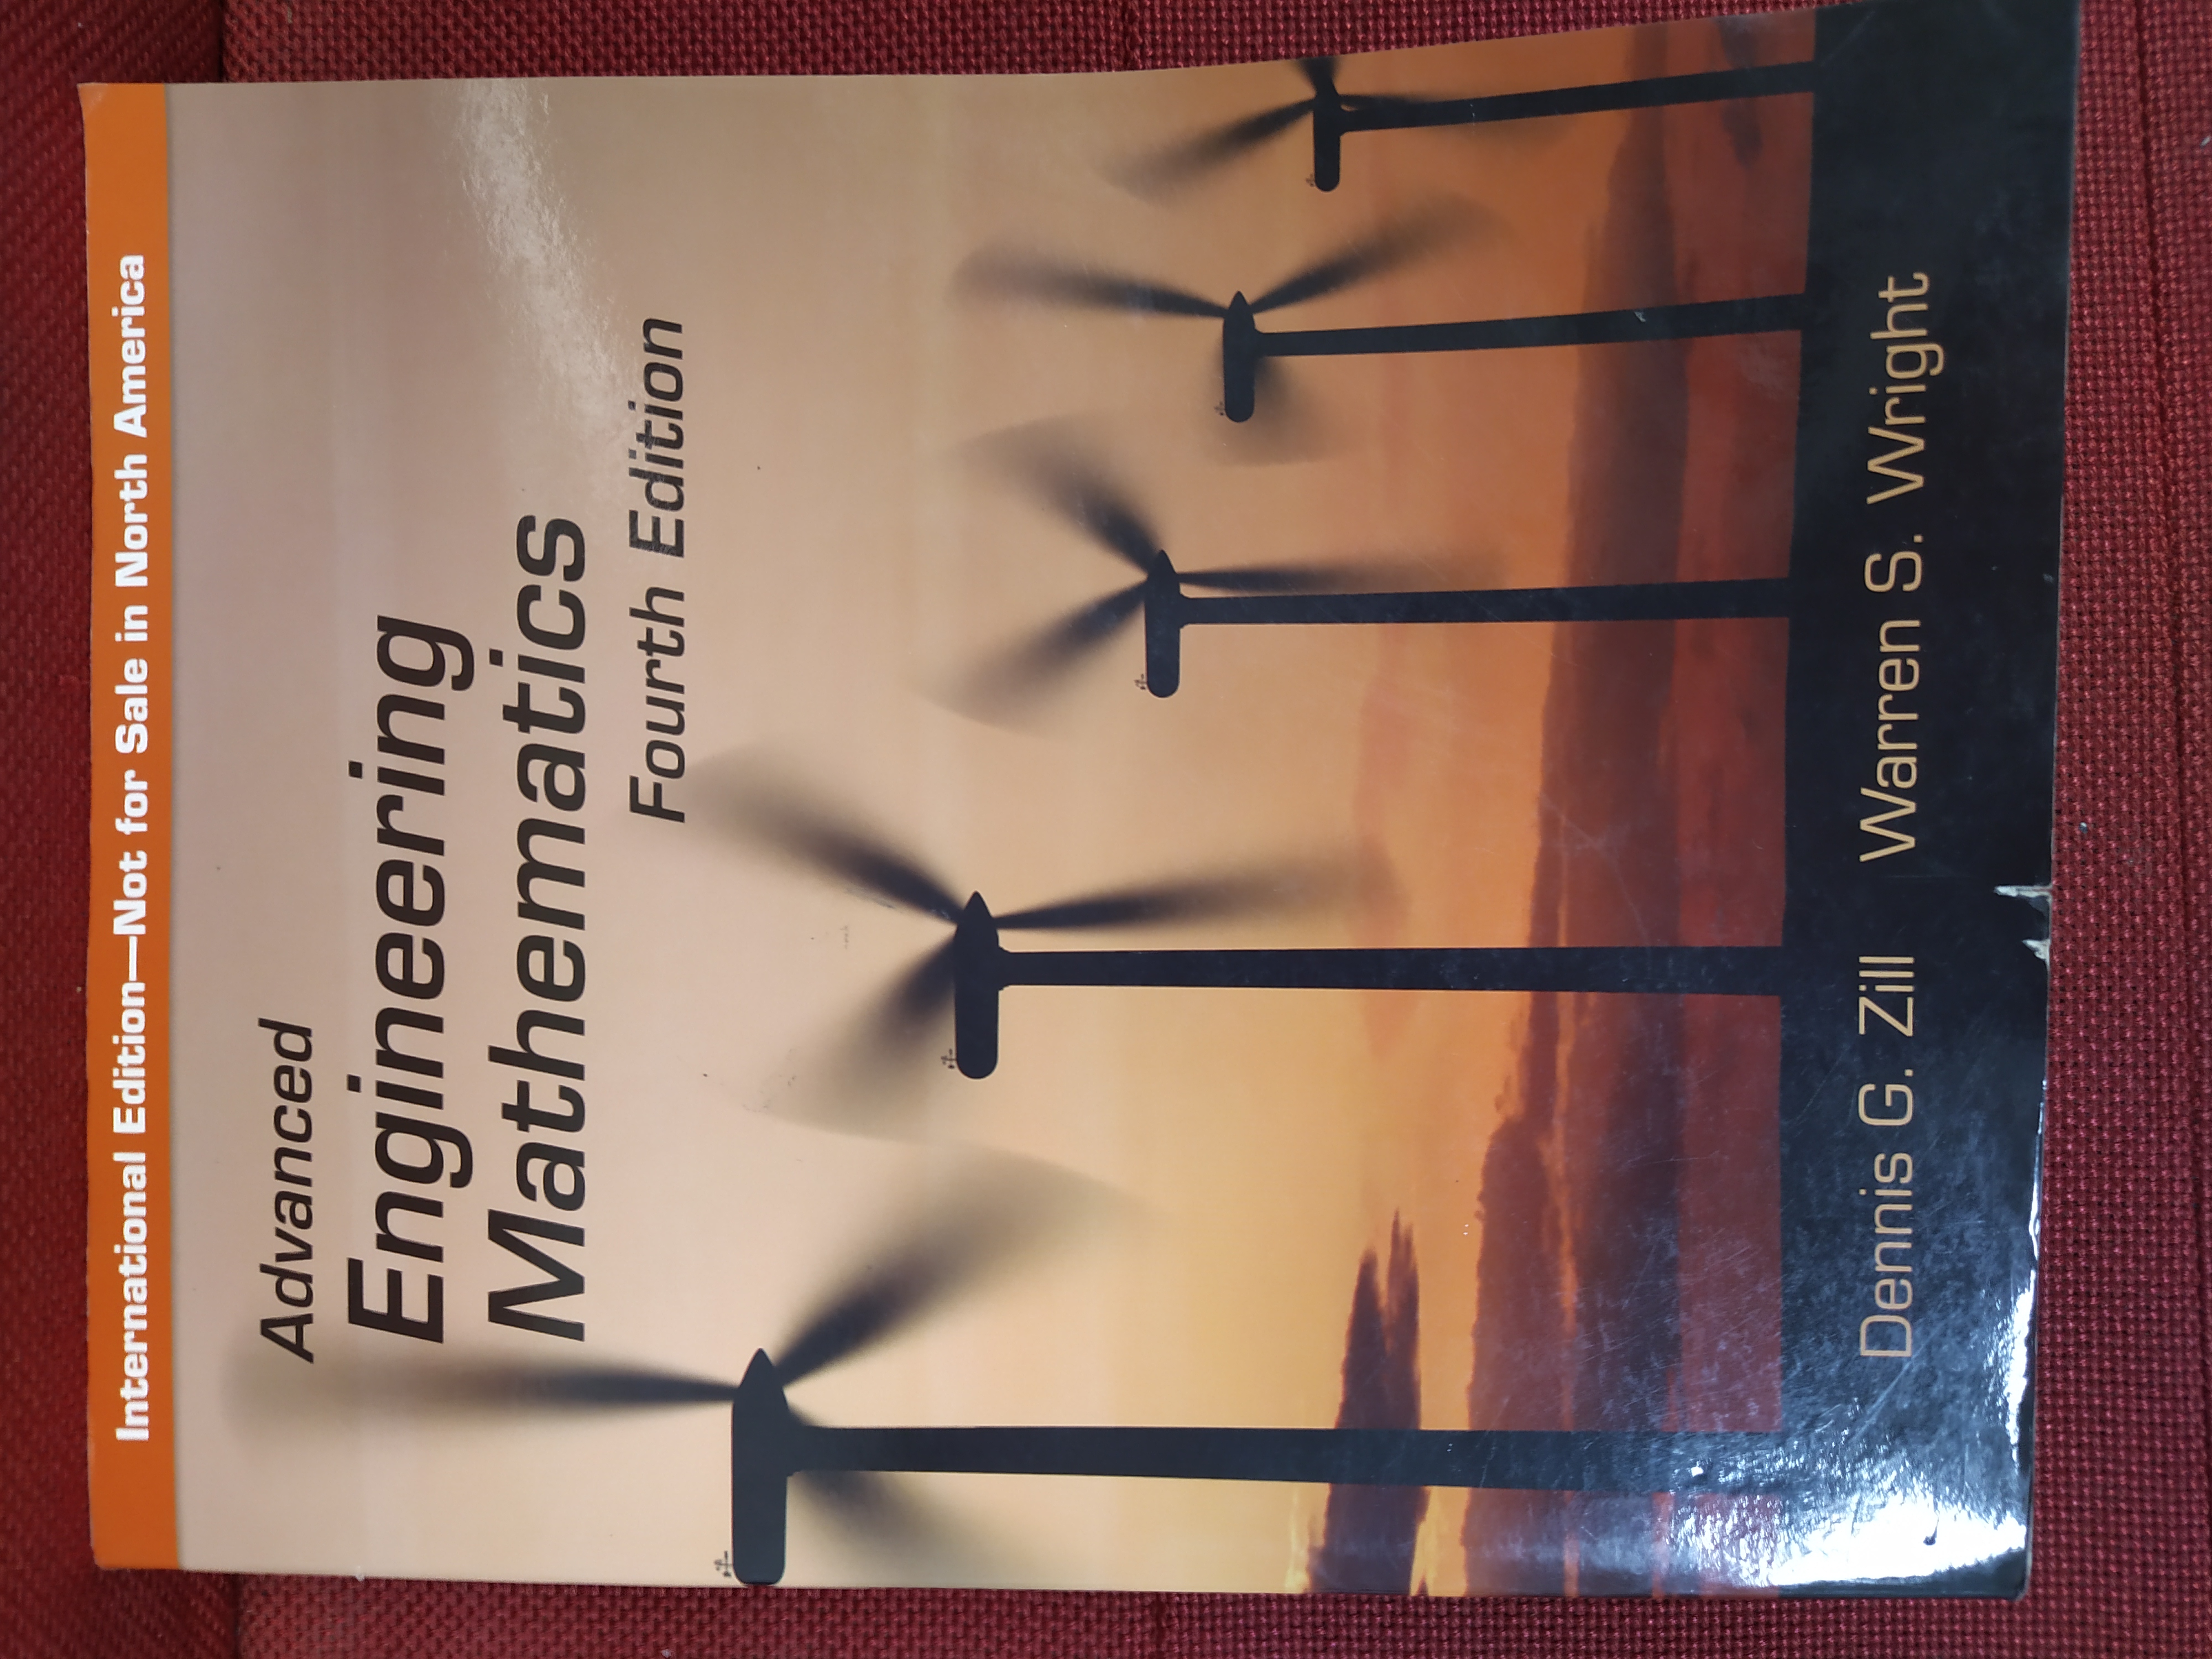 International Edition—Not for Sale in North America
Advanced
Engineering
Mathematics
Fourth Edition
Dennis G. Zill Warren S. Wright